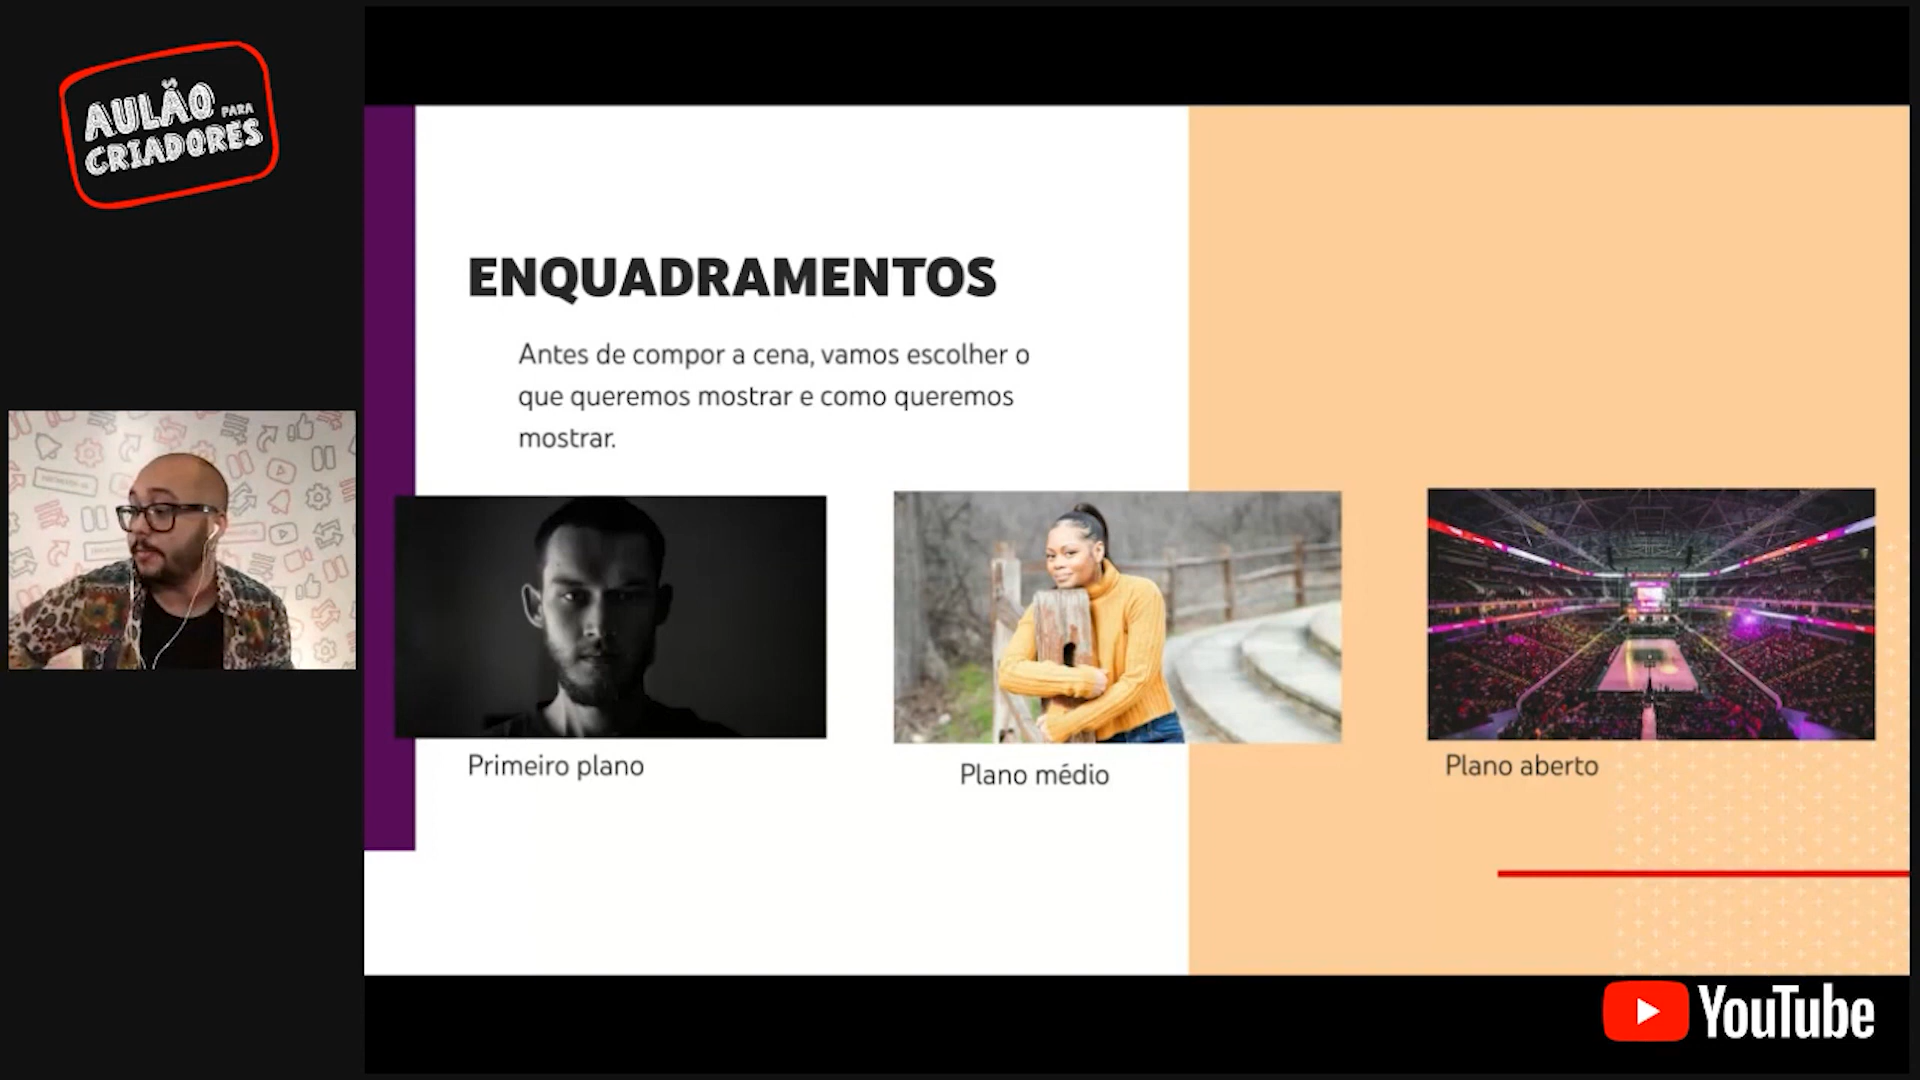 AULÃO PARA
CRIADORES
ENQUADRAMENTOS
Antes de compor a cena, vamos escolher o
que queremos mostrar e como queremos
mostrar.
Primeiro plano
Plano médio
Plano aberto
YouTube